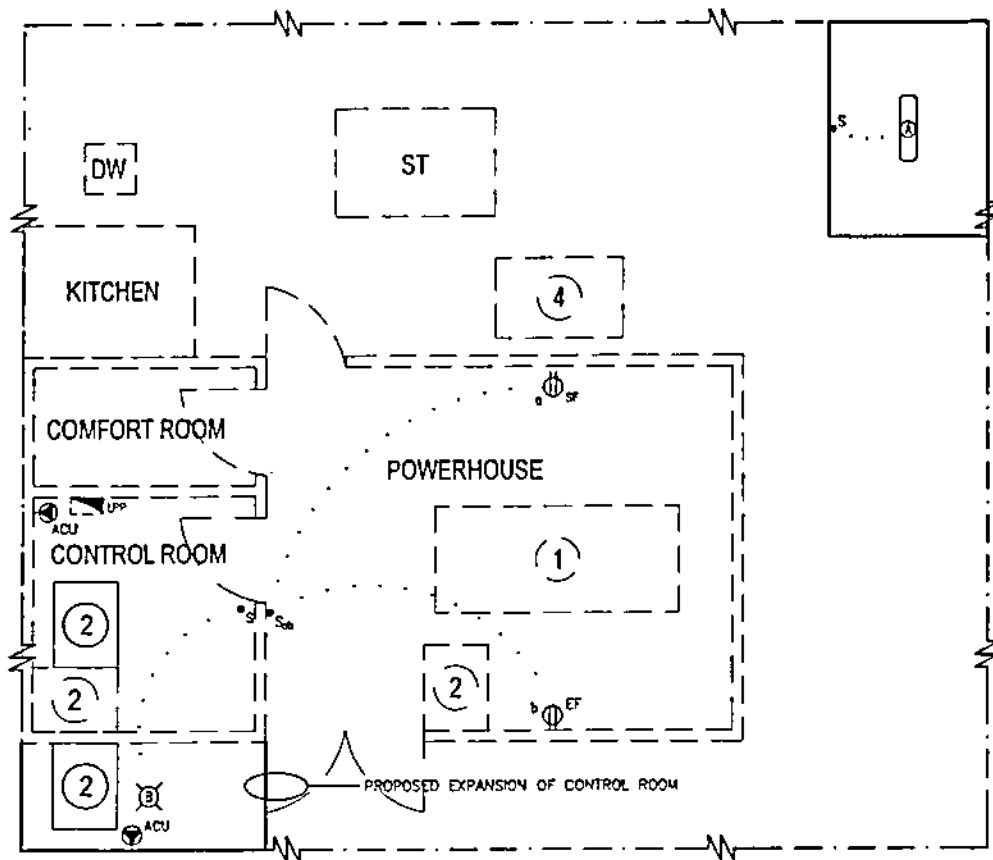 S
A
DW
ST
KITCHEN
4
a
SF
COMFORT ROOM
POWERHOUSE
UPP
ACU
CONTROL ROOM
1
2
S
Sab
2
2
b
EF
2
PROPOSED EXPANSION OF CONTROL ROOM
B
ACU